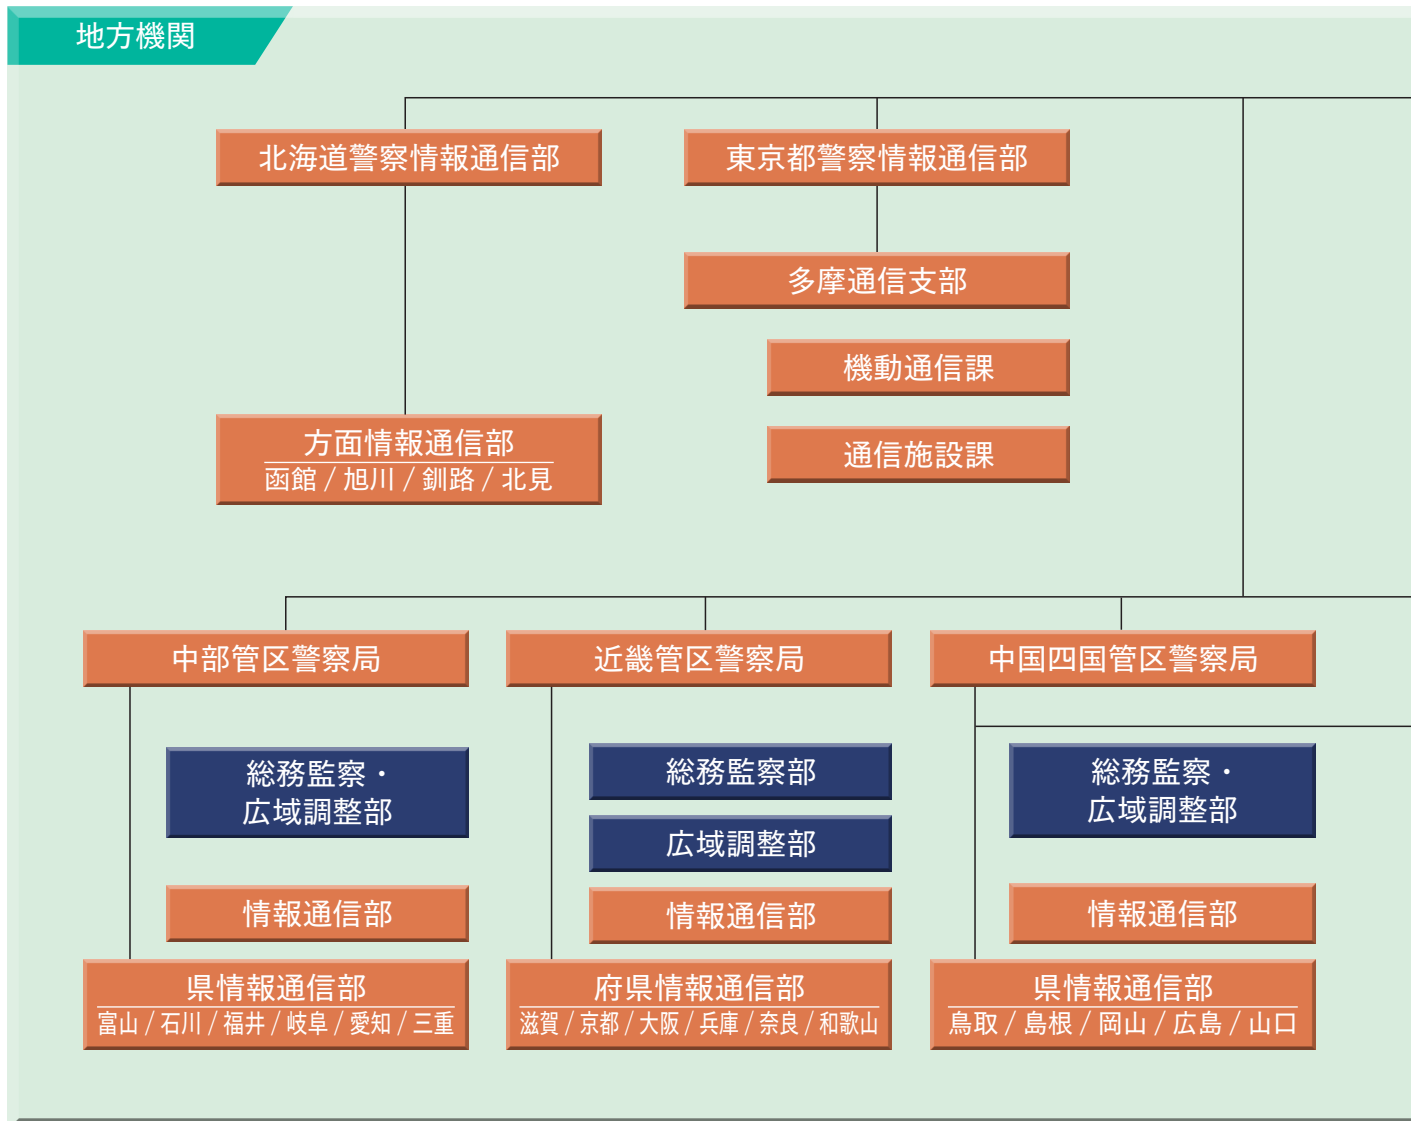 地方機関
北海道警察情報通信部
東京都警察情報通信部
多摩通信支部
機動通信課
通信施設課
方面情報通信部
函館 / 旭川 / 釧路 / 北見
中部管区警察局
総務監察・
広域調整部
情報通信部
県情報通信部
富山 / 石川 / 福井 / 岐阜 / 愛知 / 三重
近畿管区警察局
総務監察部
広域調整部
情報通信部
府県情報通信部
滋賀 / 京都 / 大阪 / 兵庫 / 奈良 / 和歌山
中国四国管区警察局
総務監察・
広域調整部
情報通信部
県情報通信部
鳥取 / 島根 / 岡山 / 広島 / 山口